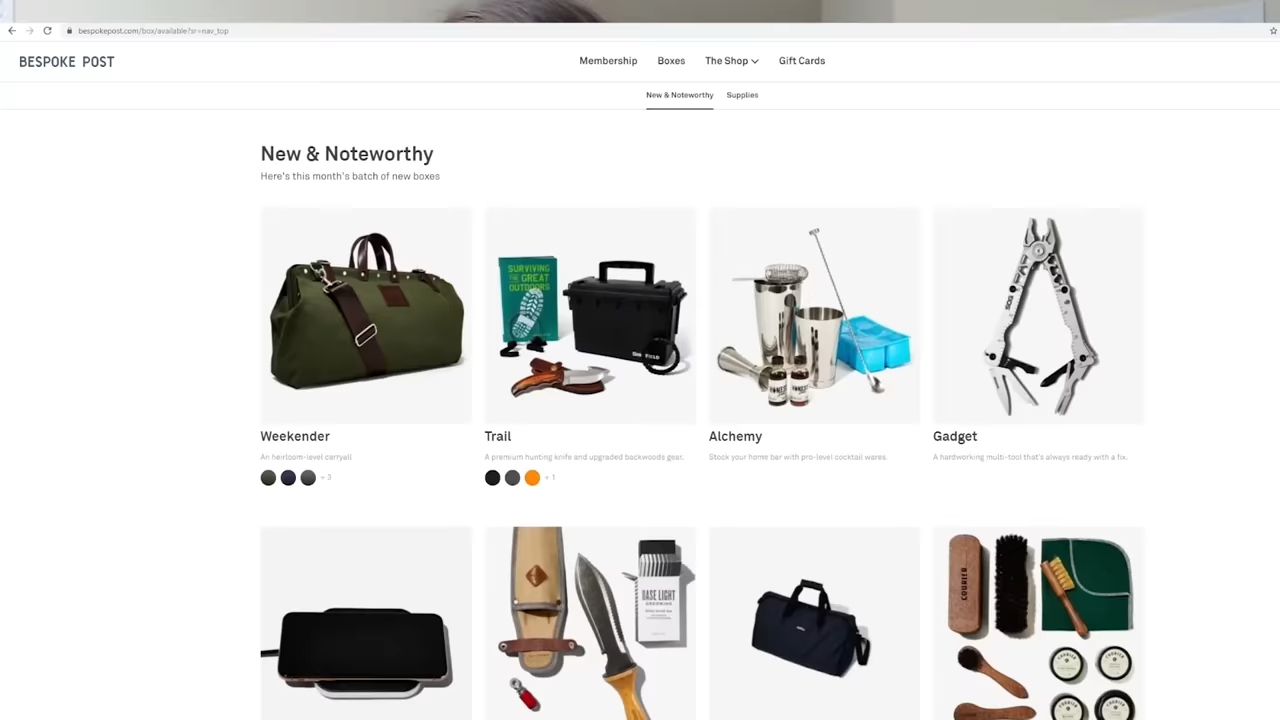 bespokepost.com/box/available?sr=nav_top
BESPOKE POST
Membership
Boxes
The Shop
Gift Cards
New & Noteworthy
Supplies
New & Noteworthy
Here's this month's batch of new boxes
SURVIVING
THE GREAT
OUTDOORS
SOG
Weekender
Trail
Alchemy
Gadget
An heirloom-level carryall
A premium hunting knife and upgraded backwoods gear.
Stock your home bar with pro-level cocktail wares.
A hardworking multi-tool that's always ready with a fix.
+ 3
+ 1
BASE LIGHT
COURIER
COURIER
COURIER